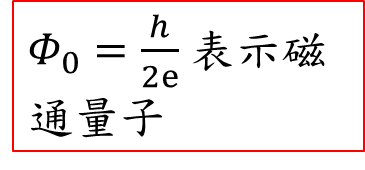 Φ₀ = h/2e 表示磁
通量子